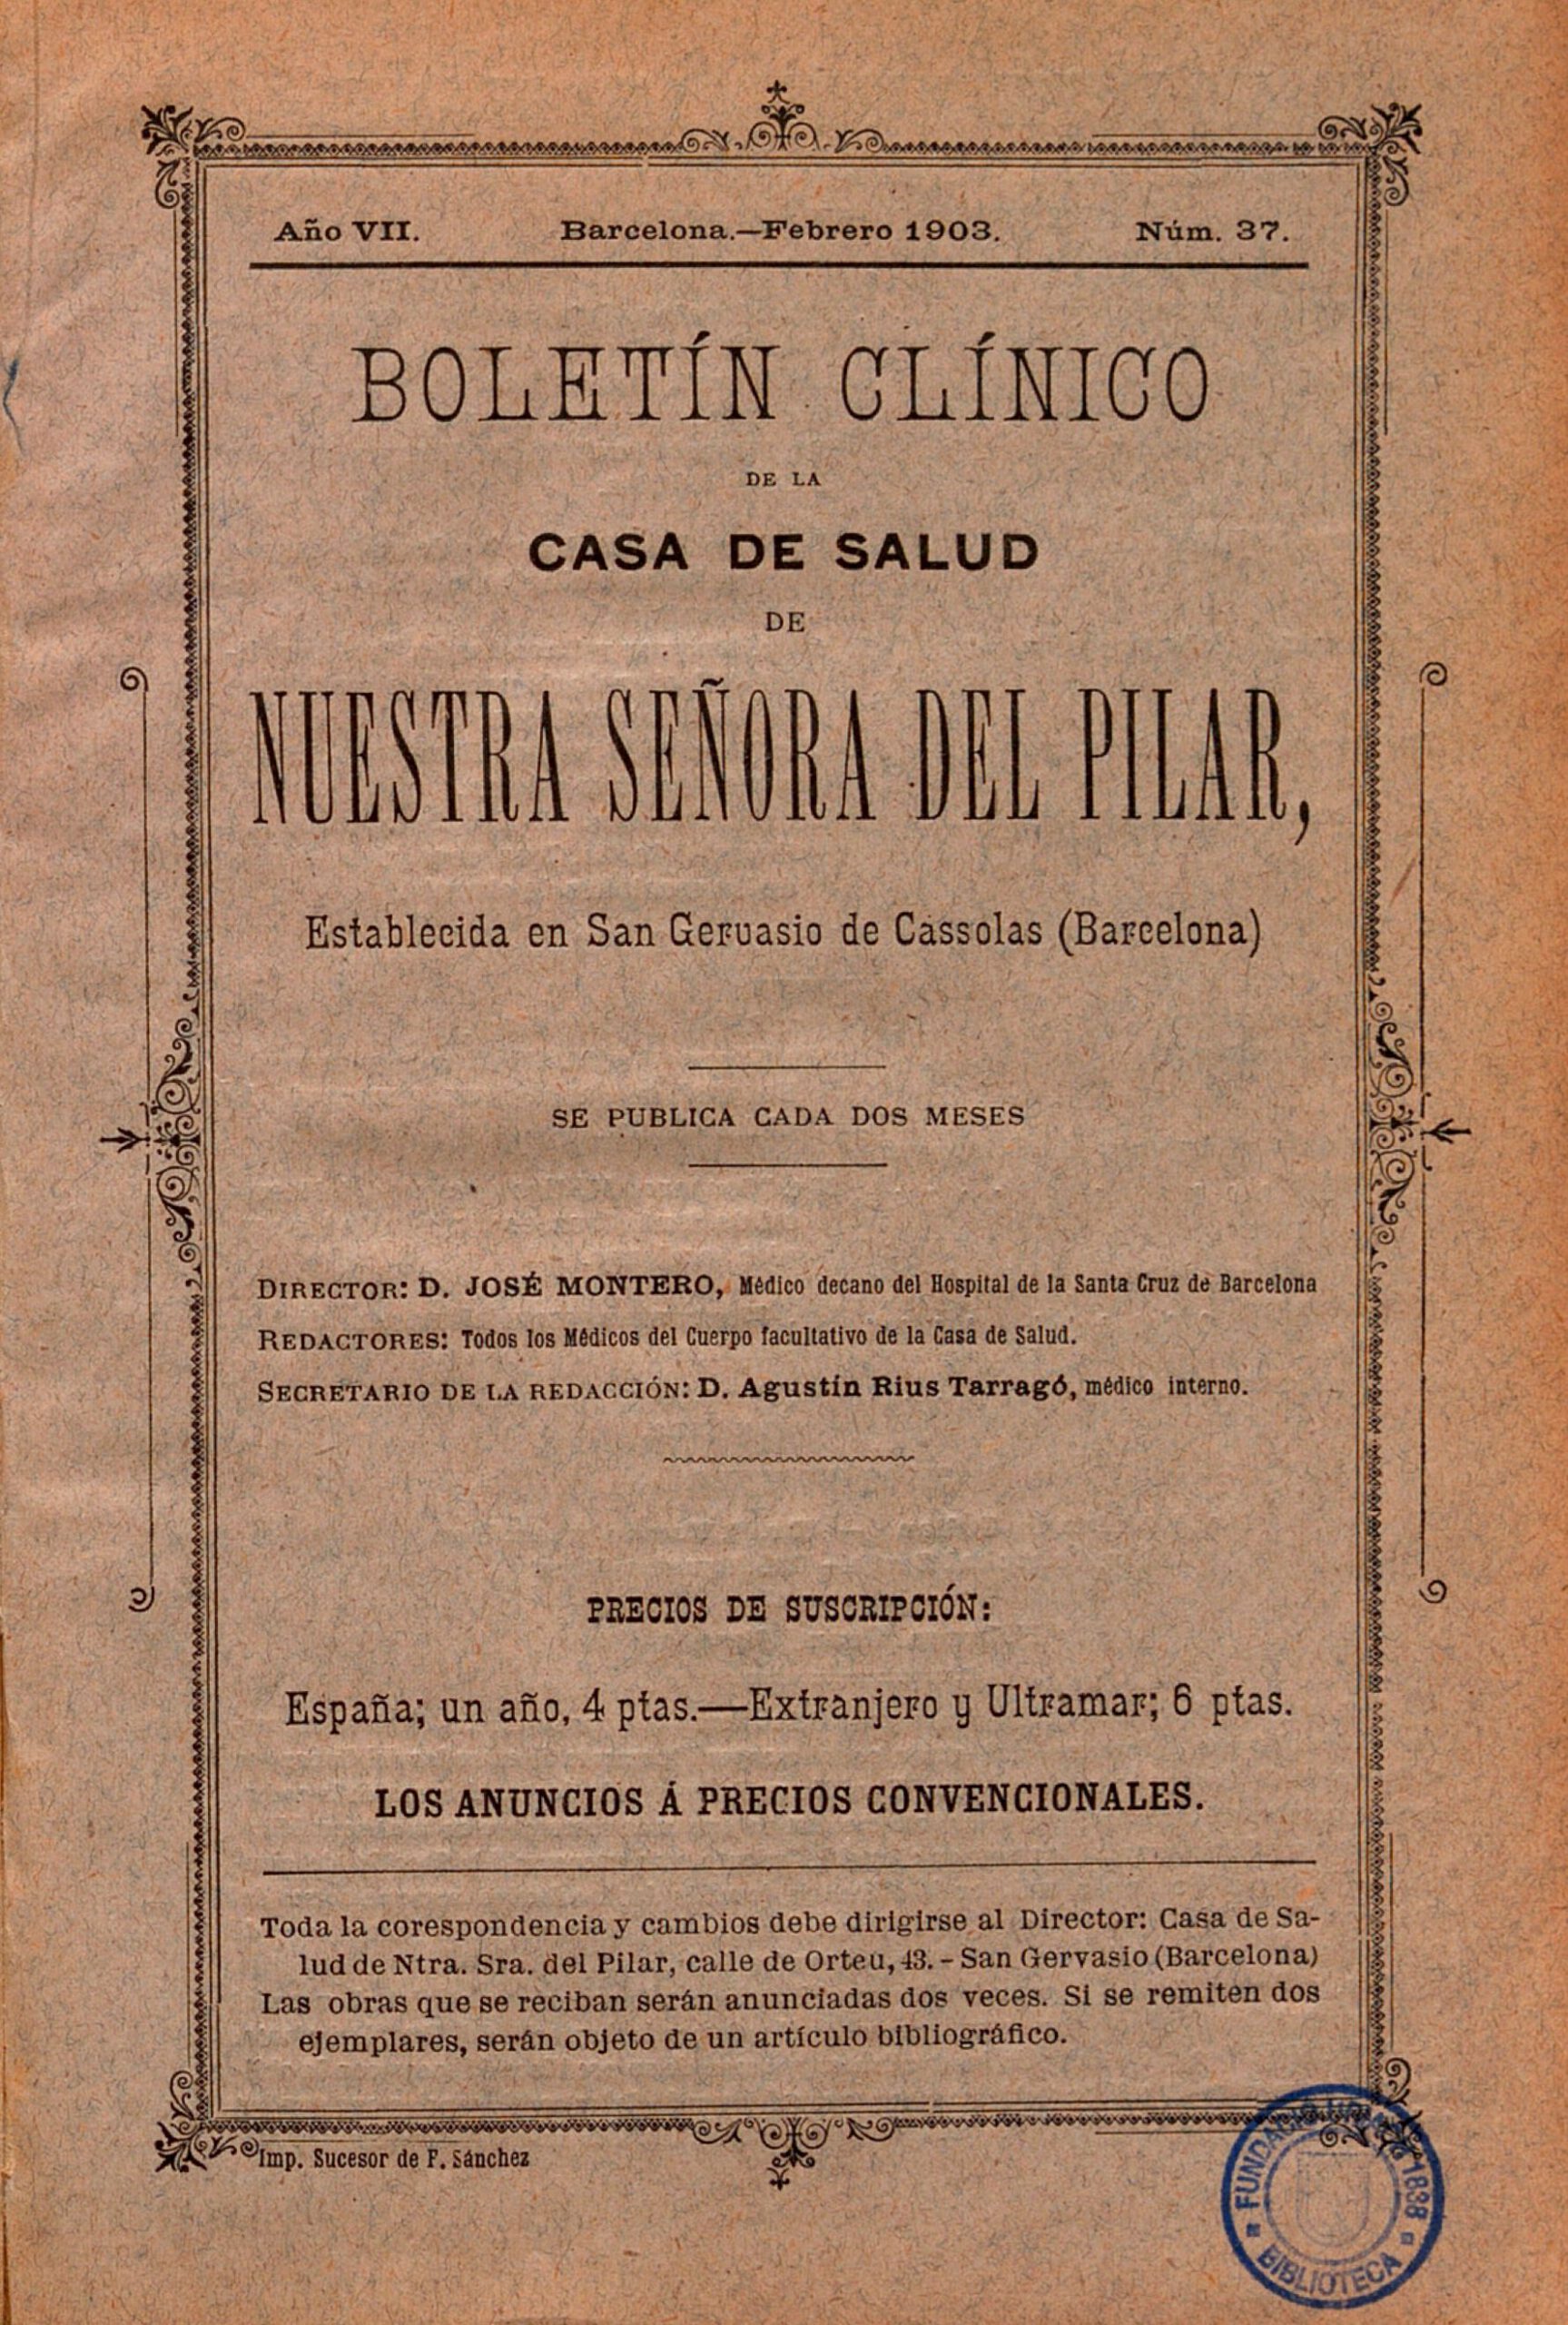 Año VII. Barcelona.—Febrero 1903. Núm. 37.
BOLETÍN CLÍNICO
DE LA
CASA DE SALUD
DE
NUESTRA SEÑORA DEL PILAR,
Establecida en San Gervasio de Cassolas (Barcelona)
SE PUBLICA CADA DOS MESES
DIRECTOR: D. JOSÉ MONTERO, Médico decano del Hospital de la Santa Cruz de Barcelona
REDACTORES: Todos los Médicos del Cuerpo facultativo de la Casa de Salud.
SECRETARIO DE LA REDACCIÓN: D. Agustín Rius Tarragó, médico interno.
PRECIOS DE SUSCRIPCIÓN:
España; un año, 4 ptas.—Extranjero y Ultramar; 6 ptas.
LOS ANUNCIOS Á PRECIOS CONVENCIONALES.
Toda la corespondencia y cambios debe dirigirse al Director: Casa de Sa-
lud de Ntra. Sra. del Pilar, calle de Orteu, 43. - San Gervasio (Barcelona)
Las obras que se reciban serán anunciadas dos veces. Si se remiten dos
ejemplares, serán objeto de un artículo bibliográfico.
Imp. Sucesor de F. Sánchez
1838
BIBLIOTECA